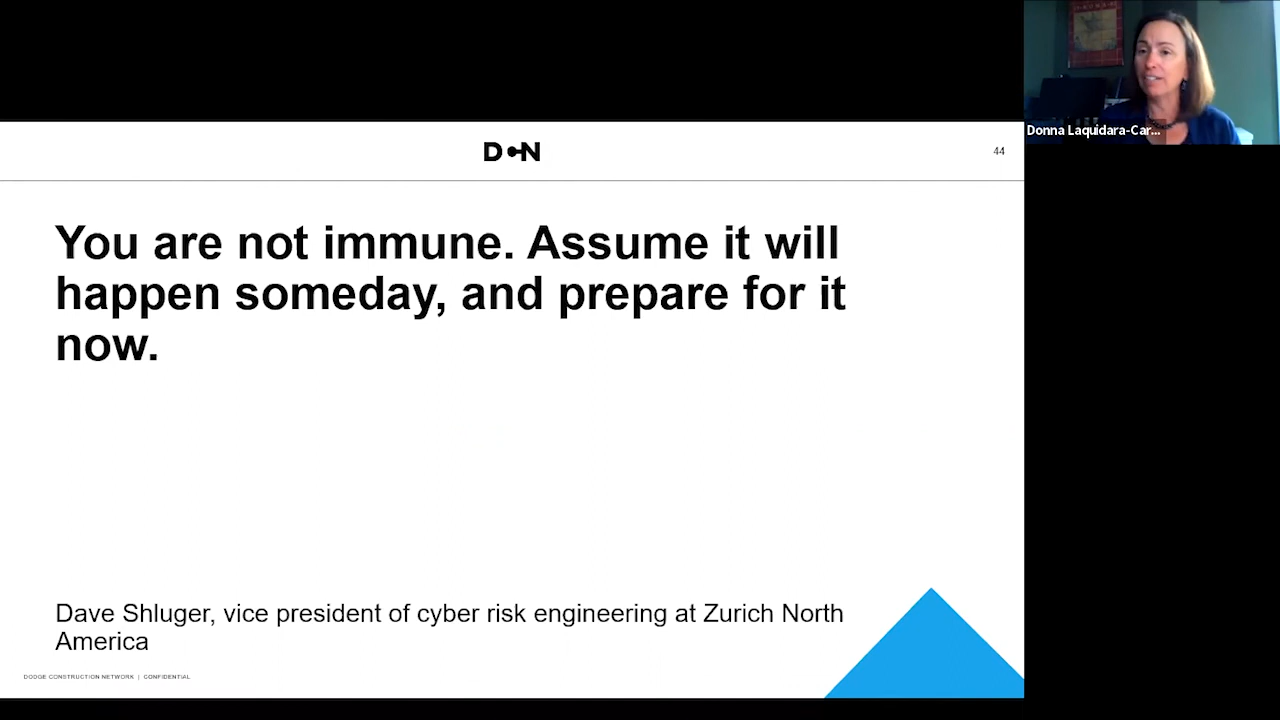 D•N
44
You are not immune. Assume it will
happen someday, and prepare for it
now.
Dave Shluger, vice president of cyber risk engineering at Zurich North
America
DODGE CONSTRUCTION NETWORK | CONFIDENTIAL
Donna Laquidara-Car...